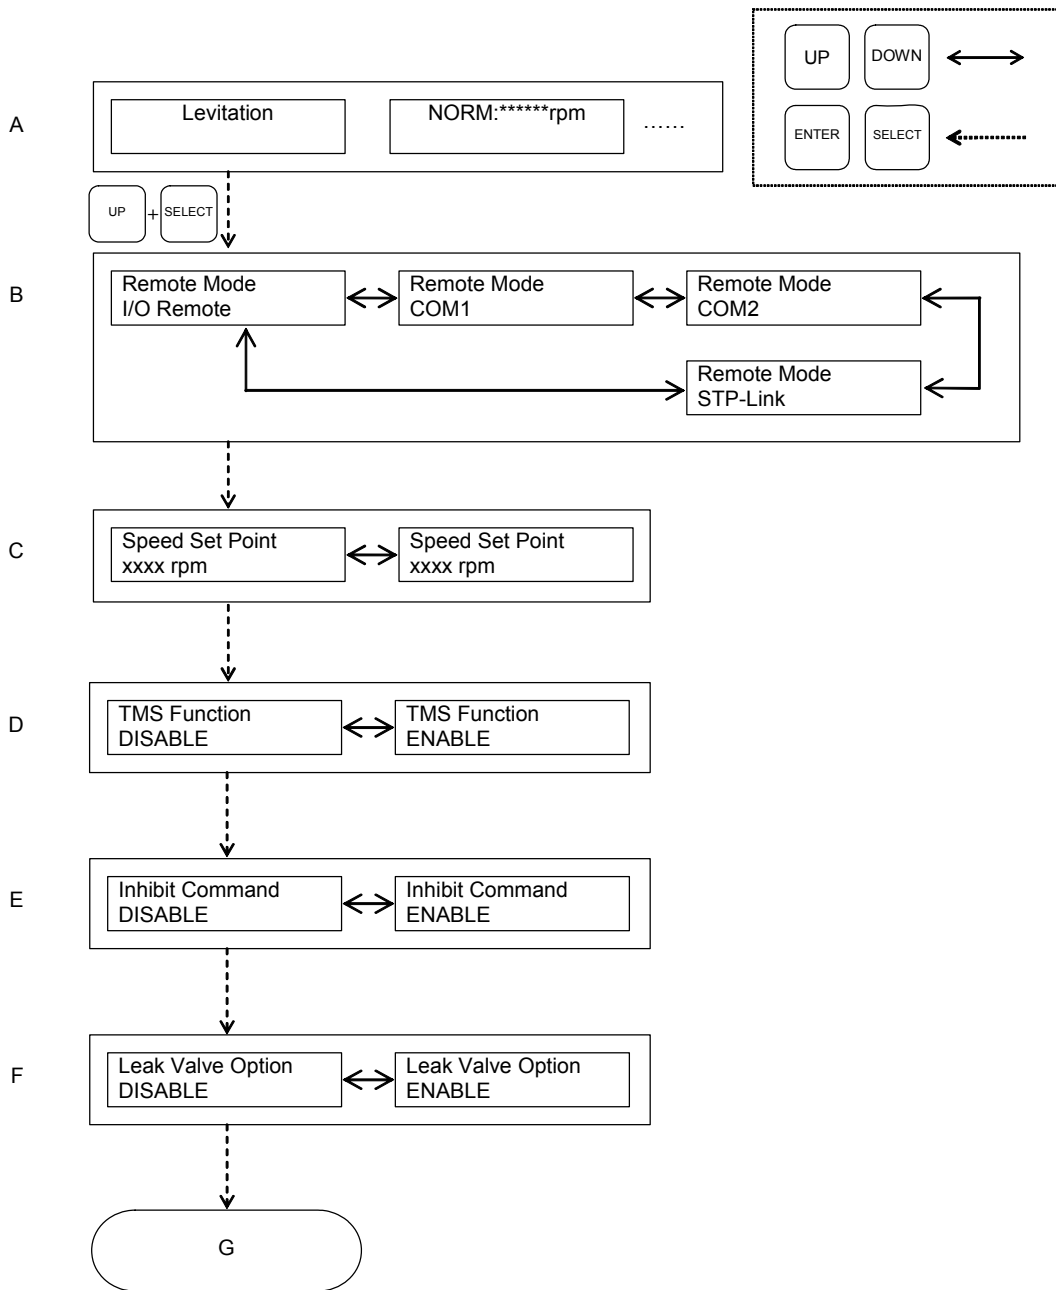 UP
DOWN
ENTER
SELECT
A
Levitation
NORM:******rpm
……
UP
+
SELECT
B
Remote Mode
I/O Remote
Remote Mode
COM1
Remote Mode
COM2
Remote Mode
STP-Link
C
Speed Set Point
xxxx rpm
Speed Set Point
xxxx rpm
D
TMS Function
DISABLE
TMS Function
ENABLE
E
Inhibit Command
DISABLE
Inhibit Command
ENABLE
F
Leak Valve Option
DISABLE
Leak Valve Option
ENABLE
G